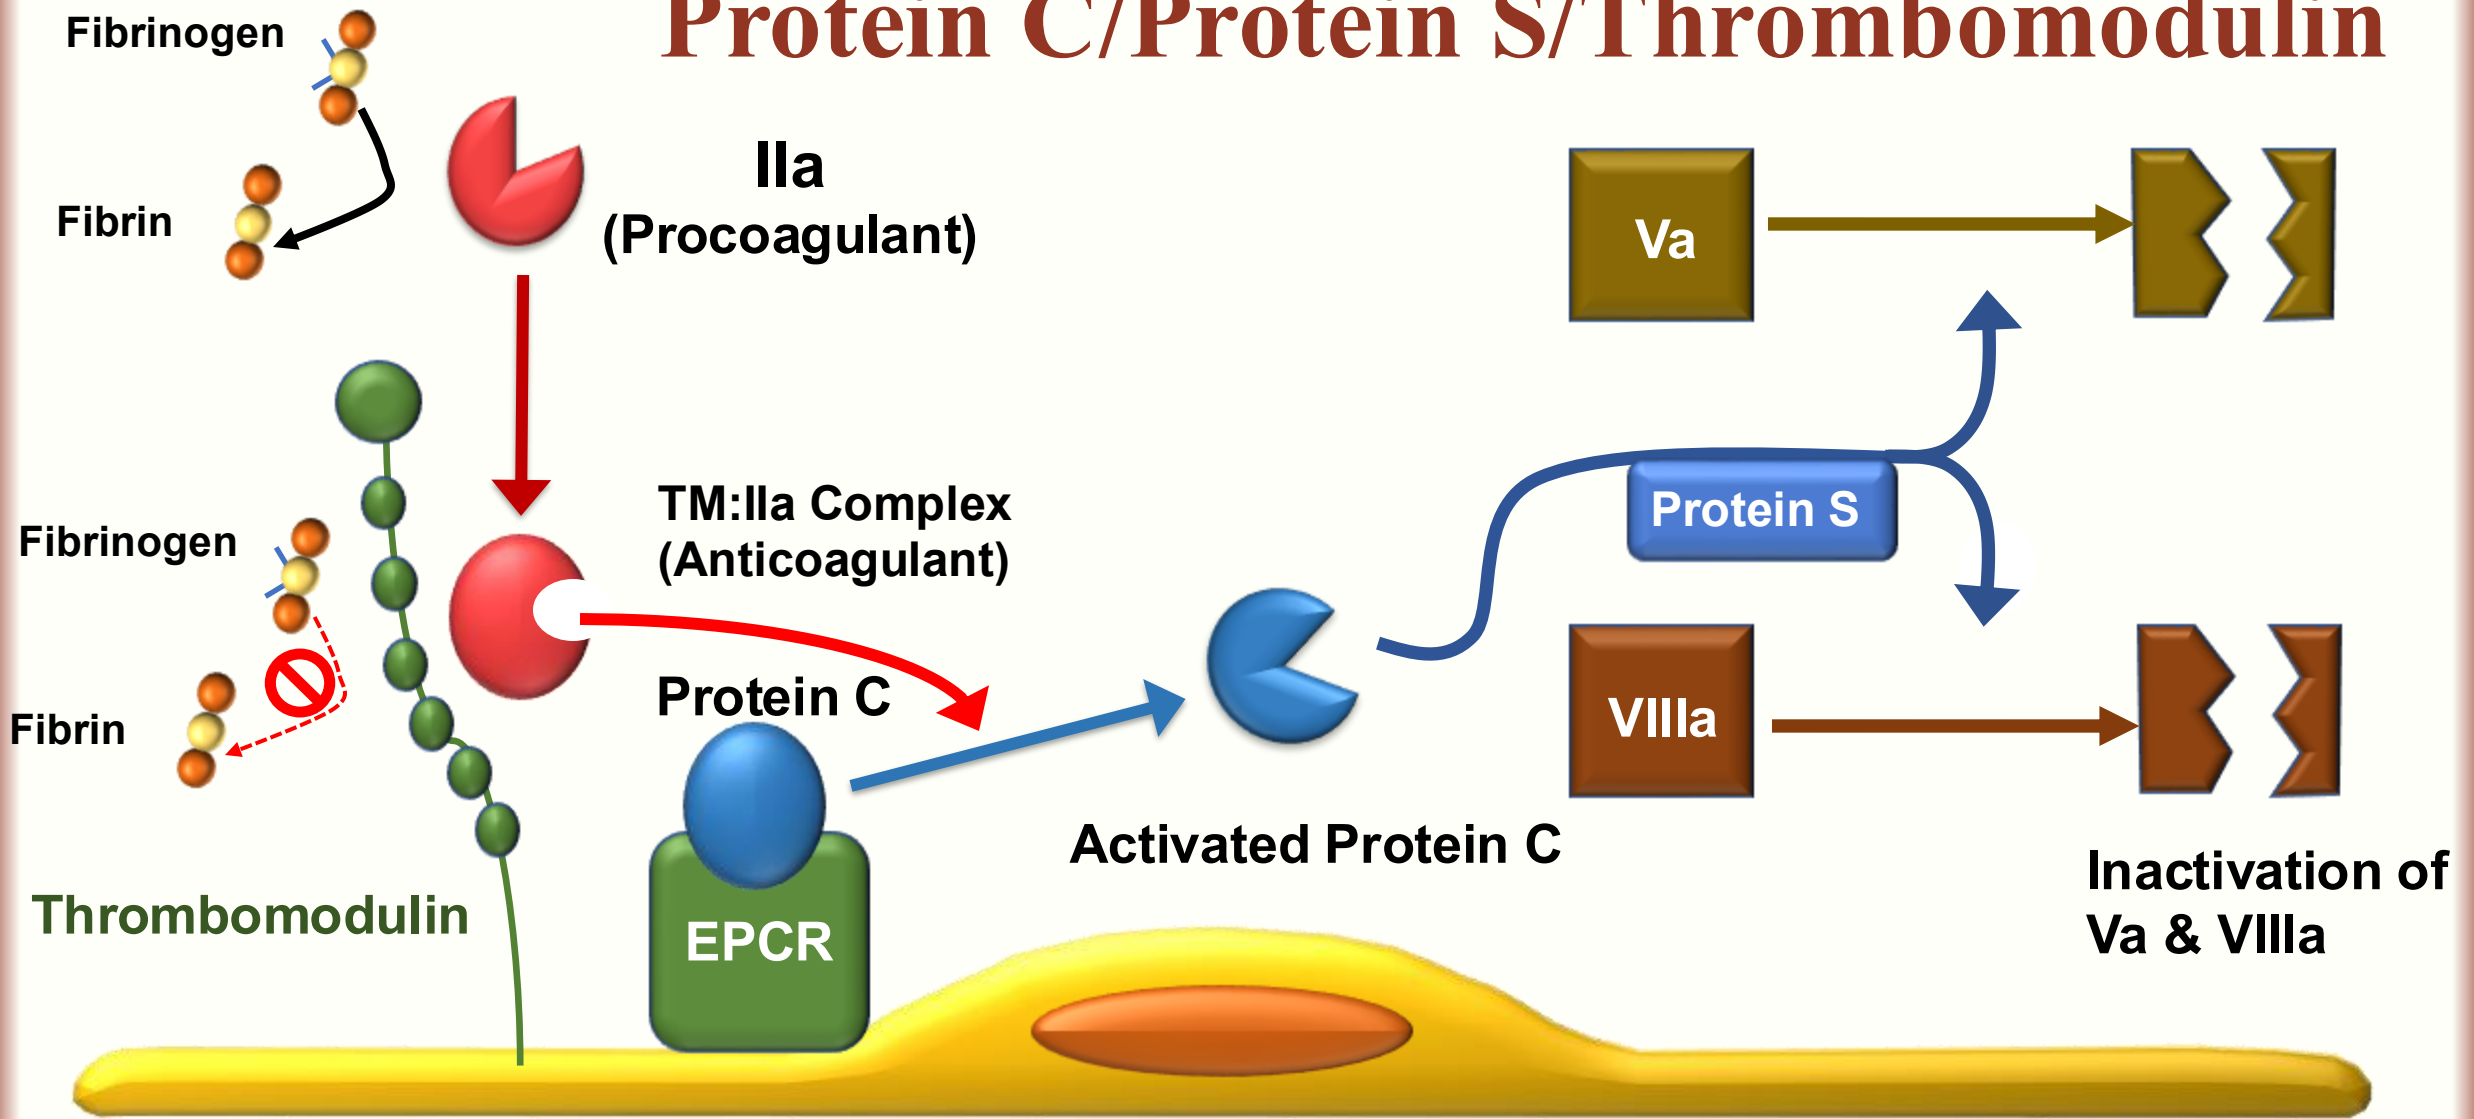 Protein C/Protein S/Thrombomodulin
Fibrinogen
Fibrin
IIa
(Procoagulant)
Va
Fibrinogen
Fibrin
TM:IIa Complex
(Anticoagulant)
Protein C
Protein S
VIIIa
Activated Protein C
Thrombomodulin
EPCR
Inactivation of
Va & VIIIa